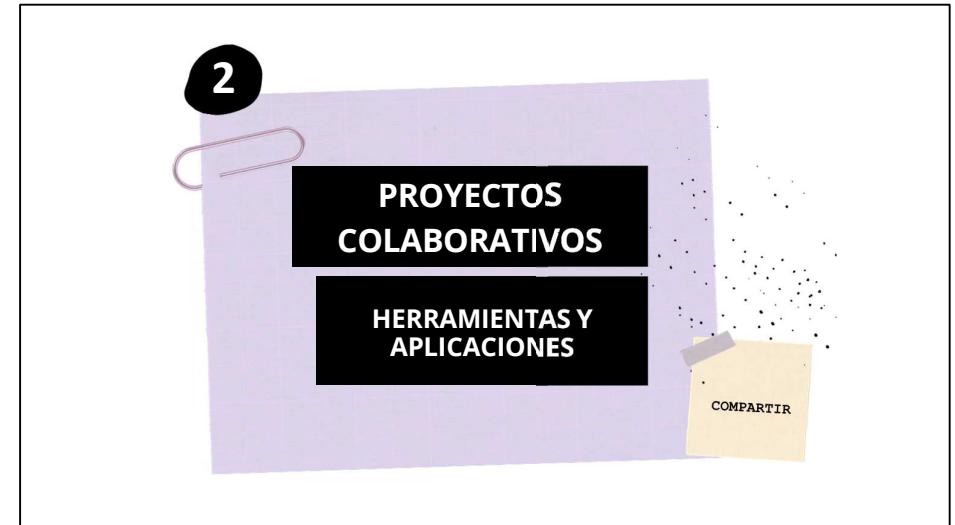 2
PROYECTOS
COLABORATIVOS
HERRAMIENTAS Y
APLICACIONES
COMPARTIR